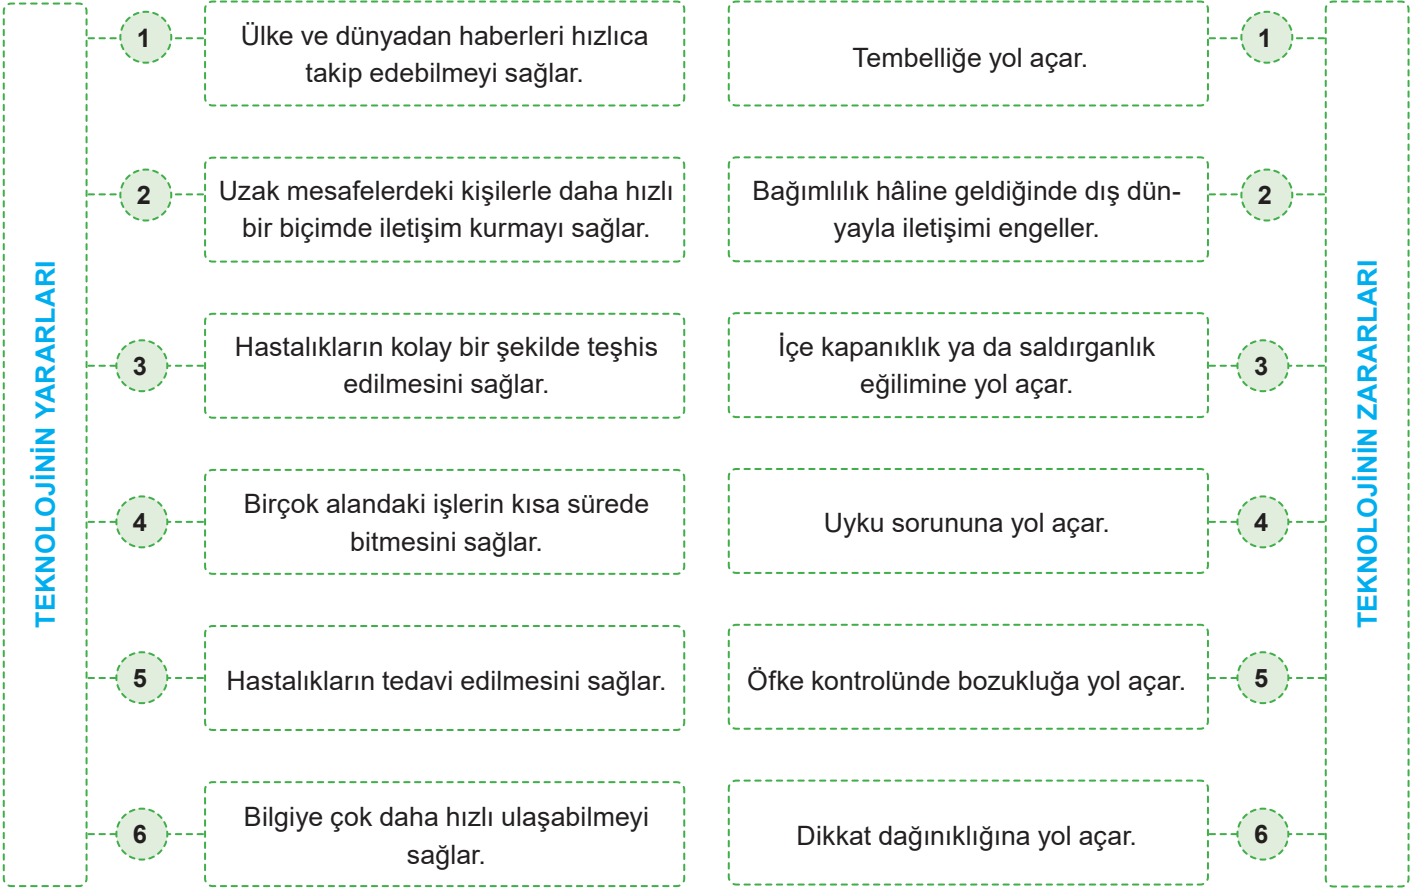 TEKNOLOJİNİN YARARLARI
1
Ülke ve dünyadan haberleri hızlıca
takip edebilmeyi sağlar.
2
Uzak mesafelerdeki kişilerle daha hızlı
bir biçimde iletişim kurmayı sağlar.
3
Hastalıkların kolay bir şekilde teşhis
edilmesini sağlar.
4
Birçok alandaki işlerin kısa sürede
bitmesini sağlar.
5
Hastalıkların tedavi edilmesini sağlar.
6
Bilgiye çok daha hızlı ulaşabilmeyi
sağlar.
TEKNOLOJİNİN ZARARLARI
1
Tembelliğe yol açar.
2
Bağımlılık hâline geldiğinde dış dün-
yayla iletişimi engeller.
3
İçe kapanıklık ya da saldırganlık
eğilimine yol açar.
4
Uyku sorununa yol açar.
5
Öfke kontrolünde bozukluğa yol açar.
6
Dikkat dağınıklığına yol açar.